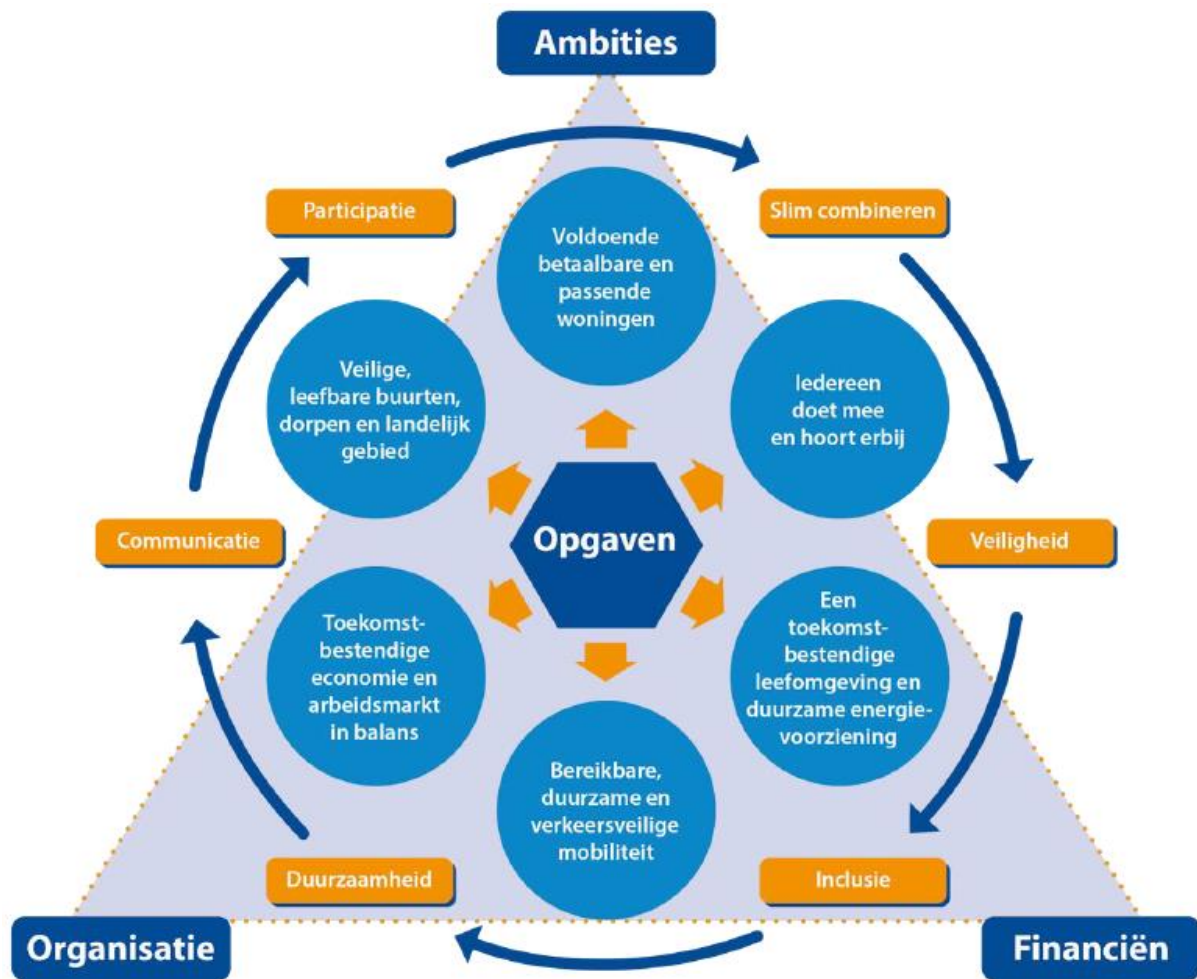 Ambities
Participatie
Slim combineren
Voldoende
betaalbare en
passende
woningen
Veilige,
leefbare buurten,
dorpen en landelijk
gebied
Iedereen
doet mee
en hoort erbij
Communicatie
Opgaven
Veiligheid
Toekomst-
bestendige
economie en
arbeidsmarkt
in balans
Een
toekomst-
bestendige
leefomgeving en
duurzame energie-
voorziening
Bereikbare,
duurzame en
verkeersveilige
mobiliteit
Duurzaamheid
Inclusie
Organisatie
Financiën